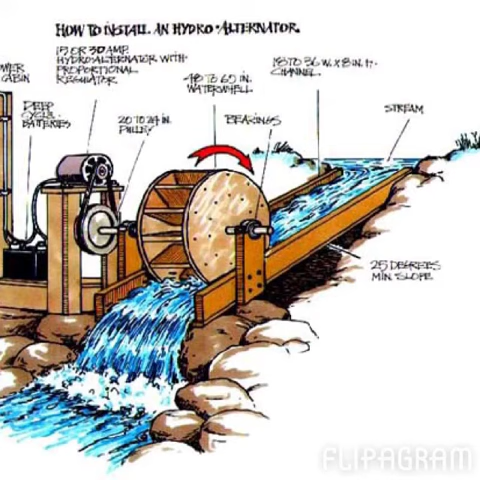 HOW TO INSTALL AN HYDRO-ALTERNATOR
15 OR 30 AMP.
HYDRO-ALTERNATOR WITH
PROPORTIONAL
REGULATOR
48 TO 60 IN.
WATERWHELL
18 TO 36 W. x 8 IN. H.
CHANNEL
CABIN
DEEP
CYCLE
BATTERIES
20 TO 24 IN.
PULLEY
BEARINGS
STREAM
25 DEGREES
MIN. SLOPE
FLIPAGRAM